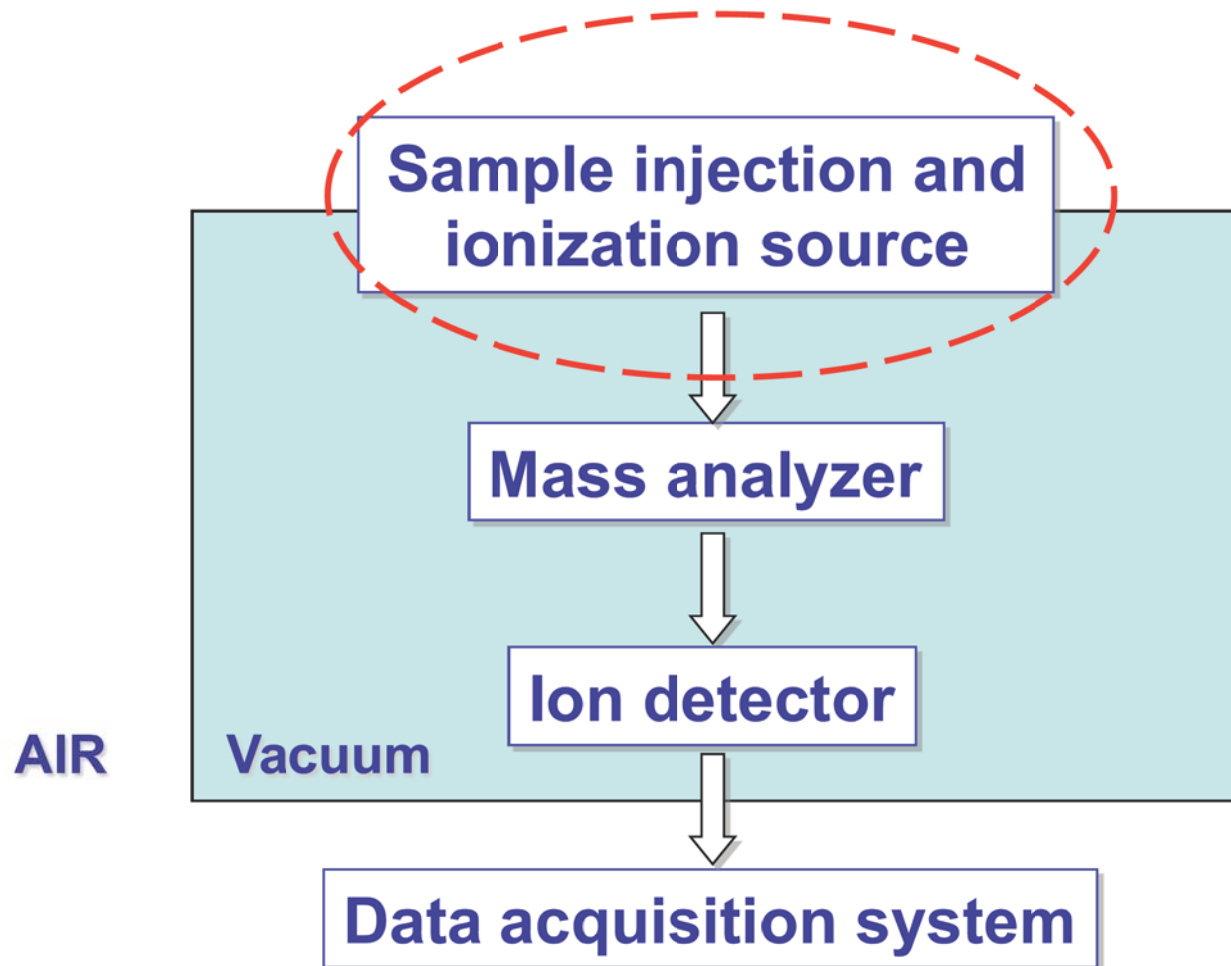 Sample injection and
ionization source
Mass analyzer
Ion detector
AIR
Vacuum
Data acquisition system